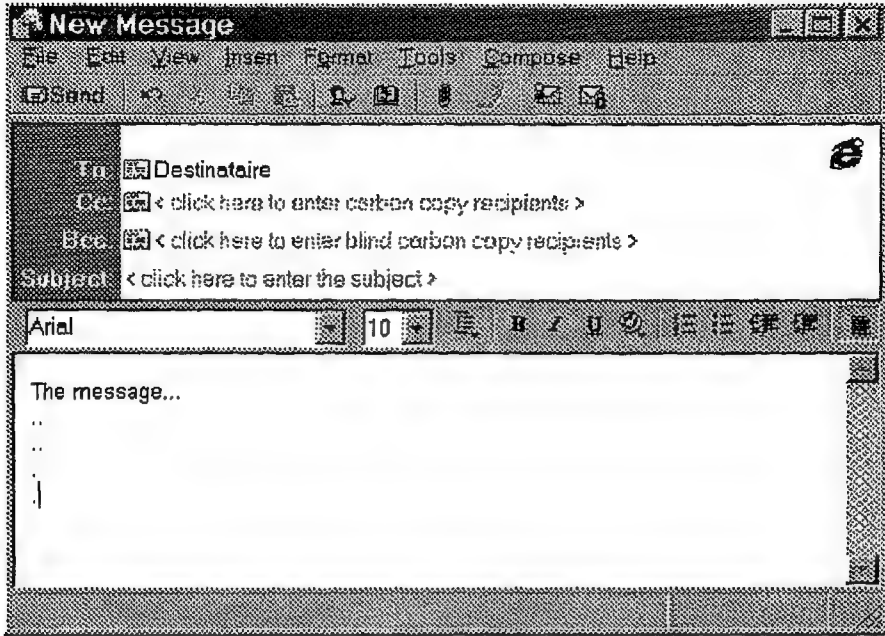 New Message
File Edit View Insert Format Tools Compose Help
Send
To: Destinataire
Cc: < click here to enter carbon copy recipients >
Bcc: < click here to enter blind carbon copy recipients >
Subject: < click here to enter the subject >
Arial 10 B I U
The message...
..
..
.
.